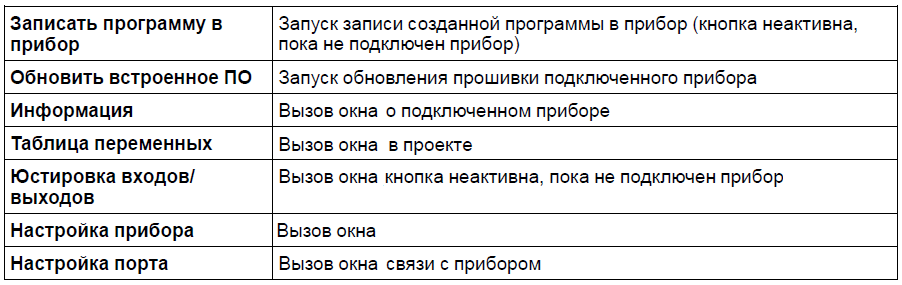 Записать программу в
прибор
Запуск записи созданной программы в прибор (кнопка неактивна,
пока не подключен прибор)
Обновить встроенное ПО
Запуск обновления прошивки подключенного прибора
Информация
Вызов окна о подключенном приборе
Таблица переменных
Вызов окна в проекте
Юстировка входов/
выходов
Вызов окна кнопка неактивна, пока не подключен прибор
Настройка прибора
Вызов окна
Настройка порта
Вызов окна связи с прибором